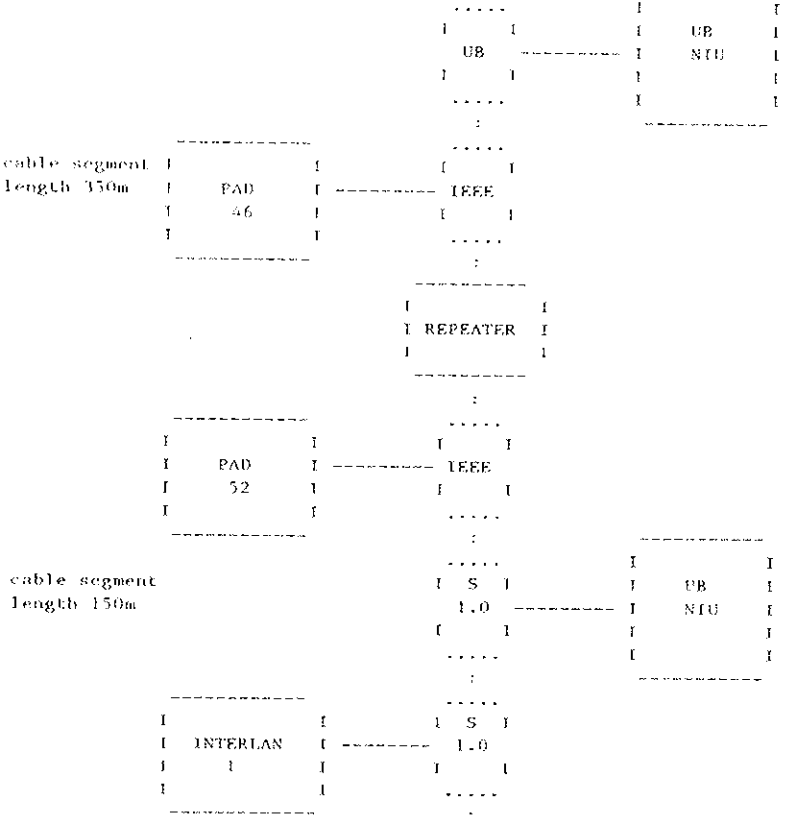 UB
UB
NIU
cable segment
length 350m
PAD
46
IEEE
REPEATER
PAD
52
IEEE
cable segment
length 150m
S
1.0
UB
NIU
INTERLAN
1
S
1.0